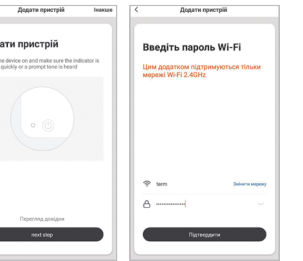 Додати пристрій Інакше
ати пристрій
e device on and make sure the indicator is
quickly or a prompt tone is heard
Перегляд довідки
next step
Додати пристрій
Введіть пароль Wi-Fi
Цим додатком підтримуються тільки
мережі Wi-Fi 2.4GHz
term Змінити мережу
Підтвердити